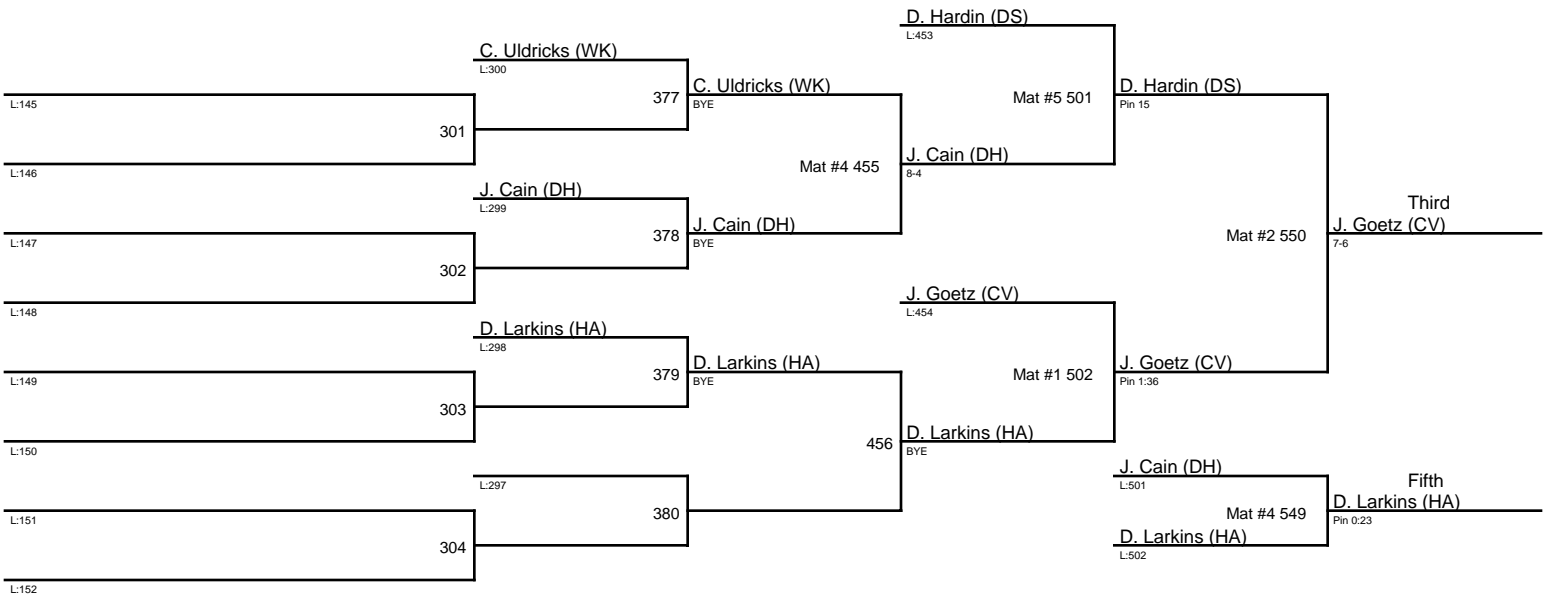 D. Hardin (DS)
L:453
C. Uldricks (WK)
L:300
377
C. Uldricks (WK)
BYE
Mat #5 501
D. Hardin (DS)
Pin 15
L:145
301
L:146
Mat #4 455
J. Cain (DH)
8-4
J. Cain (DH)
L:299
378
J. Cain (DH)
BYE
L:147
302
L:148
Third
Mat #2 550
J. Goetz (CV)
7-6
J. Goetz (CV)
L:454
D. Larkins (HA)
L:298
379
D. Larkins (HA)
BYE
Mat #1 502
J. Goetz (CV)
Pin 1:36
L:149
303
L:150
456
D. Larkins (HA)
BYE
L:297
380
J. Cain (DH)
L:501
Fifth
Mat #4 549
D. Larkins (HA)
Pin 0:23
D. Larkins (HA)
L:502
L:151
304
L:152